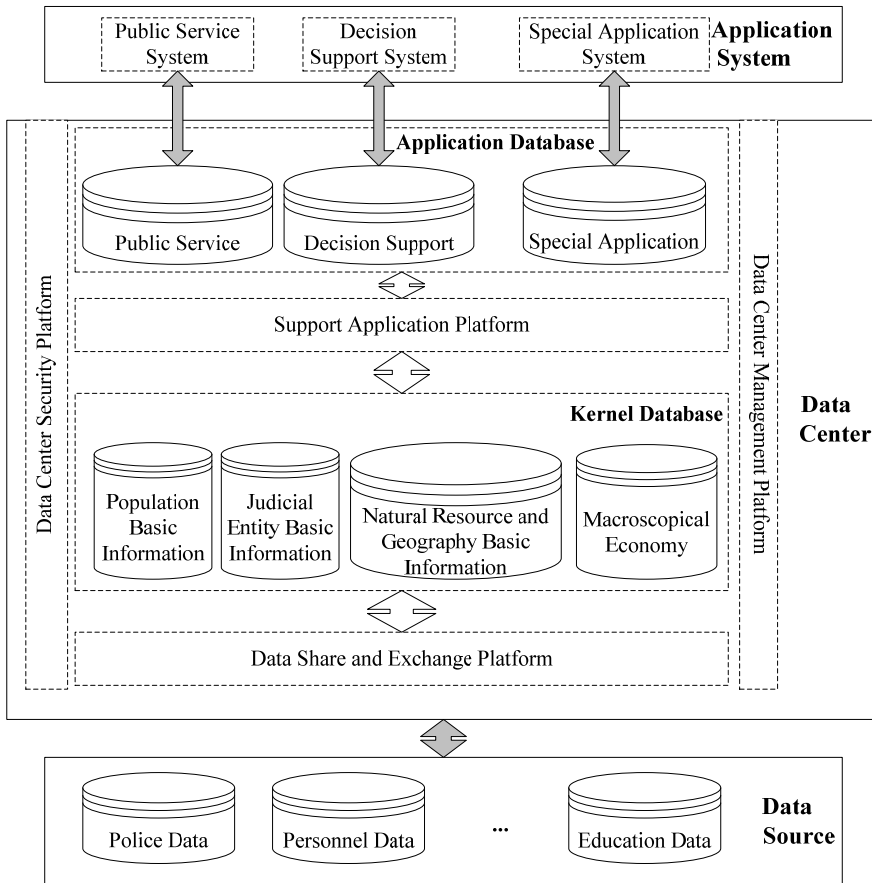 Public Service
System
Decision
Support System
Special Application
System
Application
System
Application Database
Public Service
Decision Support
Special Application
Support Application Platform
Data Center Security Platform
Data Center Management Platform
Data
Center
Kernel Database
Population
Basic
Information
Judicial
Entity Basic
Information
Natural Resource and
Geography Basic
Information
Macroscopical
Economy
Data Share and Exchange Platform
Police Data
Personnel Data
...
Education Data
Data
Source